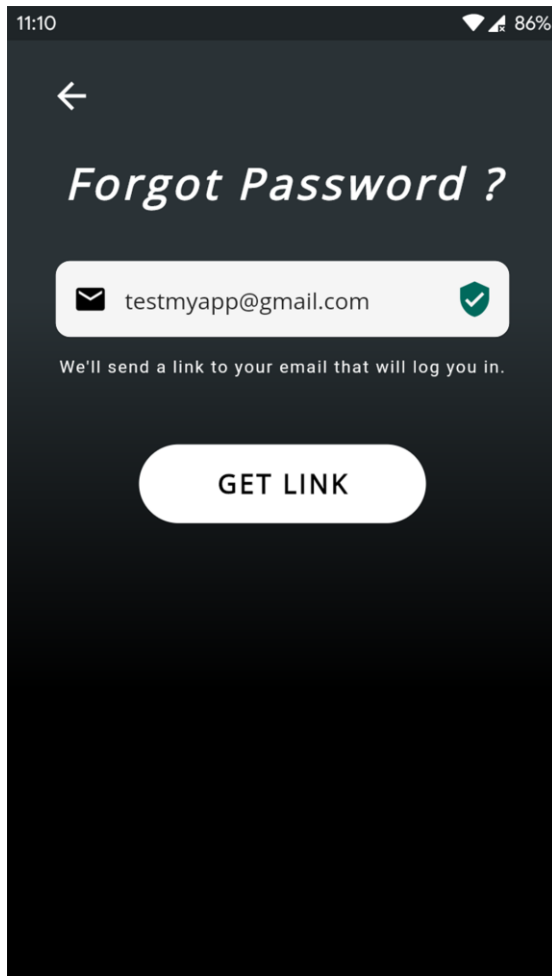 11:10 86%
Forgot Password ?
testmyapp@gmail.com
We'll send a link to your email that will log you in.
GET LINK